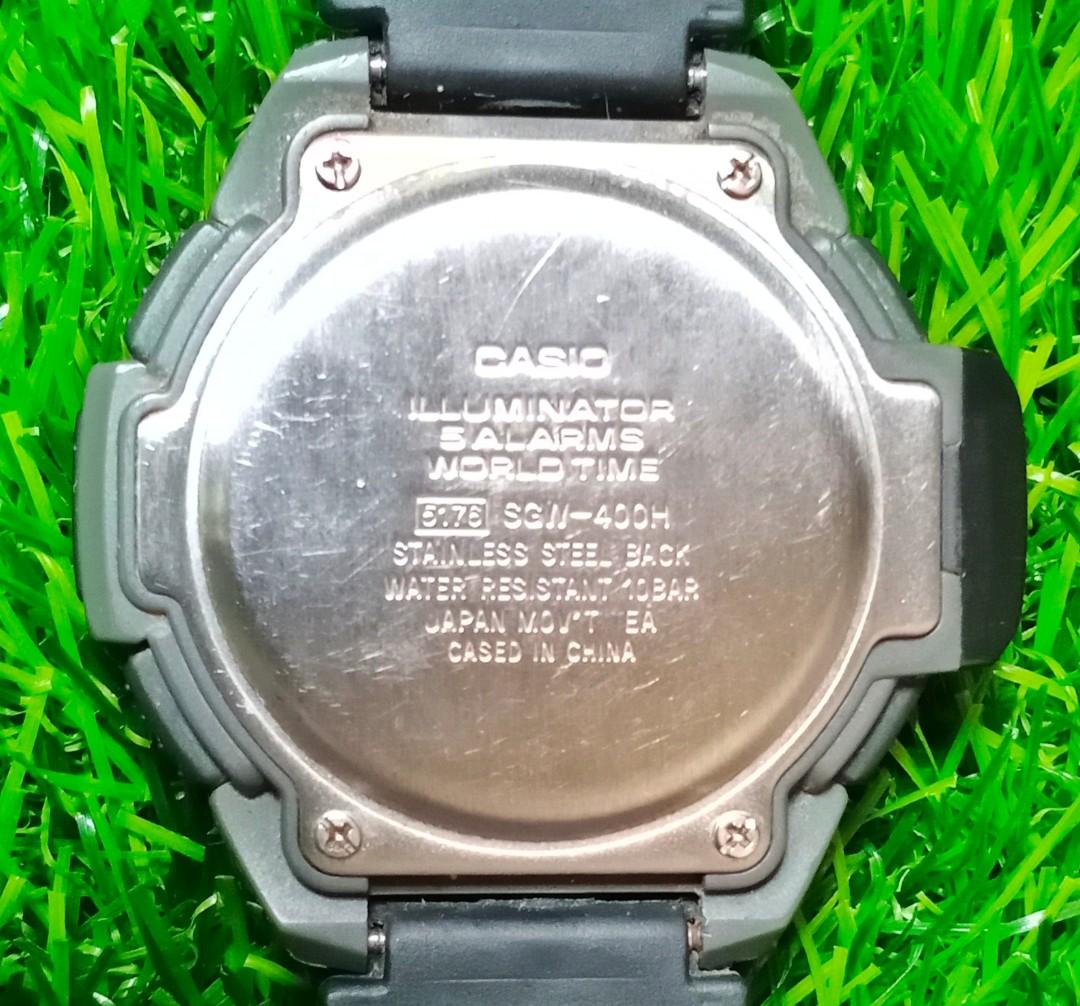 CASIO
ILLUMINATOR
5 ALARMS
WORLD TIME
5176 SGW-400H
STAINLESS STEEL BACK
WATER RESISTANT 10BAR
JAPAN MOV'T EA
CASED IN CHINA